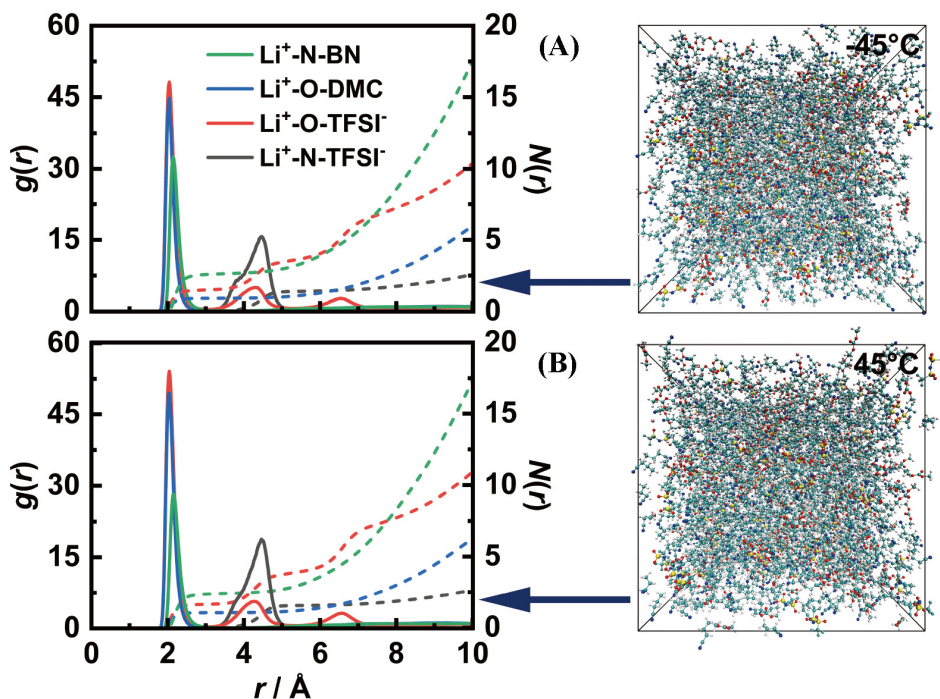 60
45
30
15
0
g(r)
Li⁺-N-BN
Li⁺-O-DMC
Li⁺-O-TFSI⁻
Li⁺-N-TFSI⁻
20
15
10
5
0
N(r)
(A)
-45°C
60
45
30
15
0
g(r)
20
15
10
5
0
N(r)
(B)
45°C
0 2 4 6 8 10
r / Å